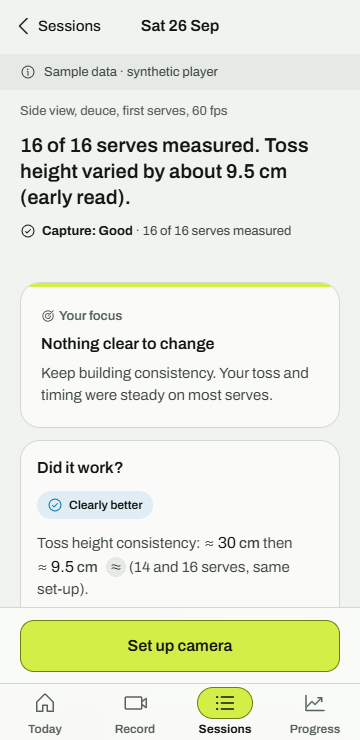 Sessions
Sat 26 Sep
Sample data · synthetic player
Side view, deuce, first serves, 60 fps
16 of 16 serves measured. Toss
height varied by about 9.5 cm
(early read).
Capture: Good · 16 of 16 serves measured
Your focus
Nothing clear to change
Keep building consistency. Your toss and
timing were steady on most serves.
Did it work?
Clearly better
Toss height consistency: ≈ 30 cm then
≈ 9.5 cm ≈ (14 and 16 serves, same
set-up).
Set up camera
Today
Record
Sessions
Progress